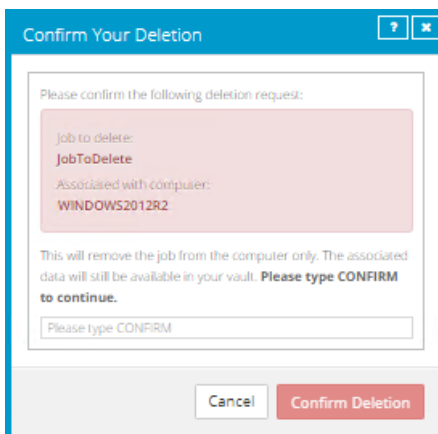 Confirm Your Deletion
? ×
Please confirm the following deletion request:
Job to delete:
JobToDelete
Associated with computer:
WINDOWS2012R2
This will remove the job from the computer only. The associated
data will still be available in your vault. Please type CONFIRM
to continue.
Please type CONFIRM
Cancel Confirm Deletion